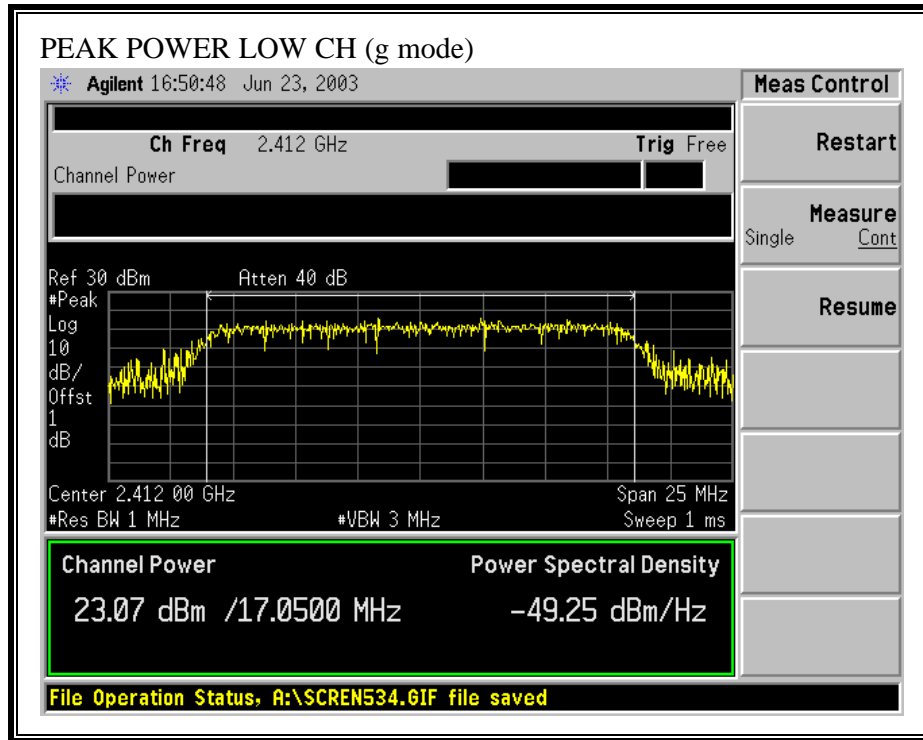 PEAK POWER LOW CH (g mode)
Agilent 16:50:48 Jun 23, 2003
Meas Control
Ch Freq 2.412 GHz Trig Free
Channel Power
Restart
Measure
Single Cont
Resume
Ref 30 dBm Atten 40 dB
#Peak
Log
10
dB/
Offst
1
dB
Center 2.412 00 GHz Span 25 MHz
#Res BW 1 MHz #VBW 3 MHz Sweep 1 ms
Channel Power Power Spectral Density
23.07 dBm /17.0500 MHz -49.25 dBm/Hz
File Operation Status, A:\SCREN534.GIF file saved